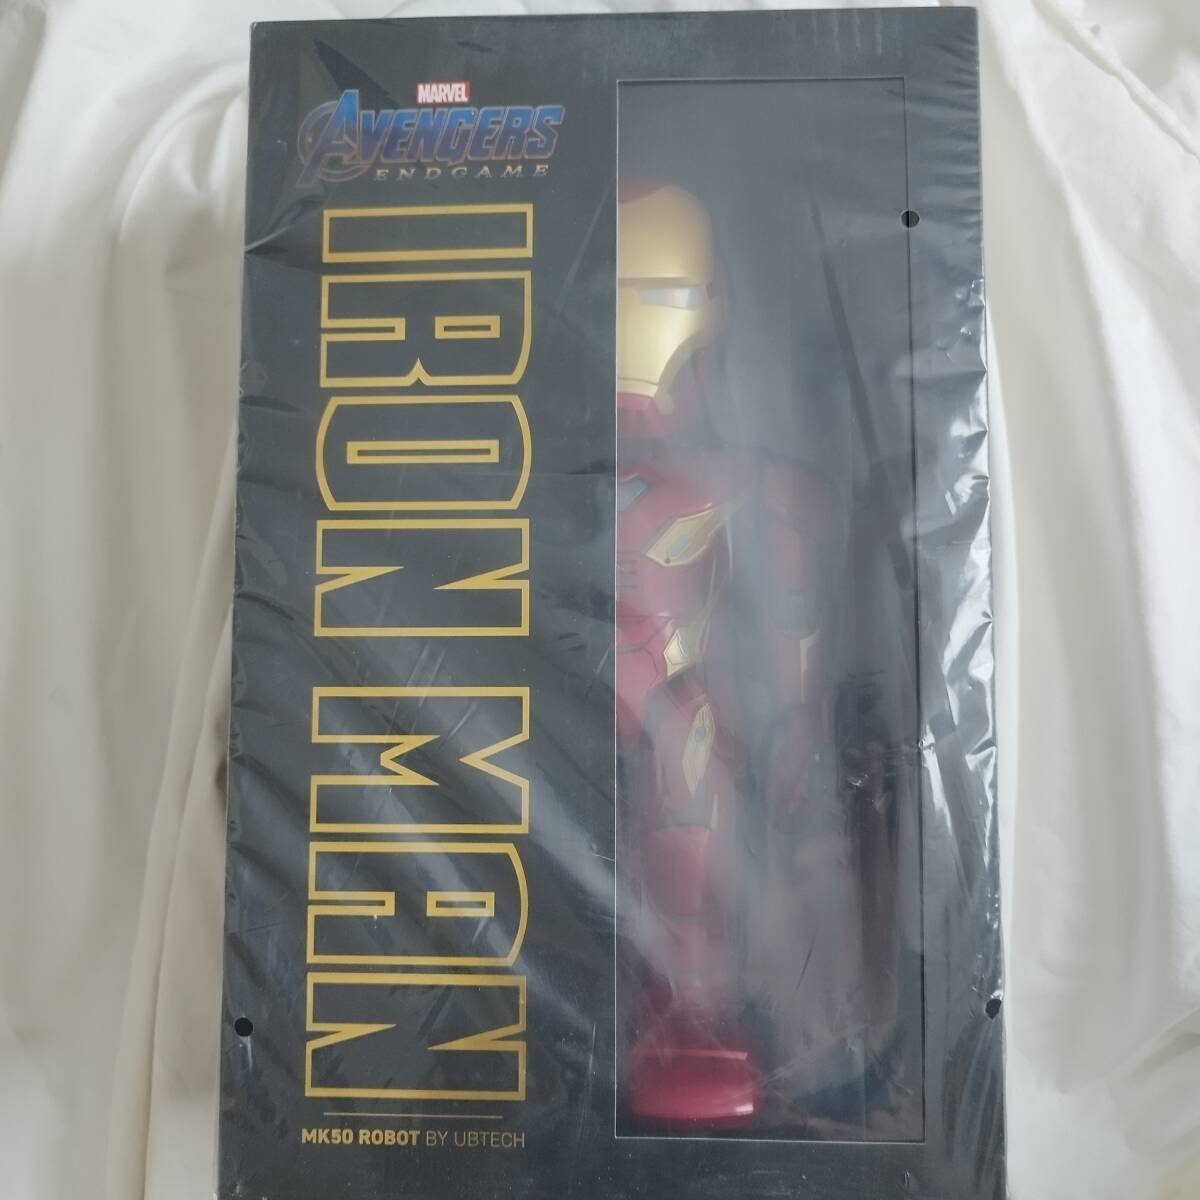 MARVEL
AVENGERS
ENDGAME
IRON MAN
MK50 ROBOT BY UBTECH